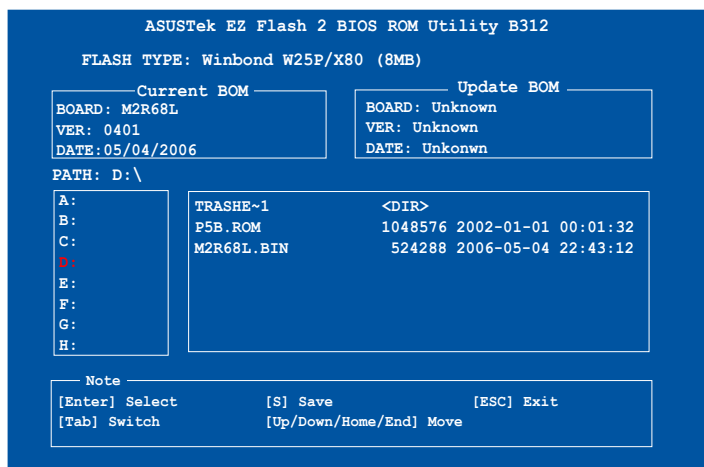 ASUSTek EZ Flash 2 BIOS ROM Utility B312
FLASH TYPE: Winbond W25P/X80 (8MB)
Current BOM
BOARD: M2R68L
VER: 0401
DATE:05/04/2006
Update BOM
BOARD: Unknown
VER: Unknown
DATE: Unkonwn
PATH: D:\
A:
B:
C:
D:
E:
F:
G:
H:
TRASHE~1 <DIR>
P5B.ROM 1048576 2002-01-01 00:01:32
M2R68L.BIN 524288 2006-05-04 22:43:12
Note
[Enter] Select [S] Save [ESC] Exit
[Tab] Switch [Up/Down/Home/End] Move